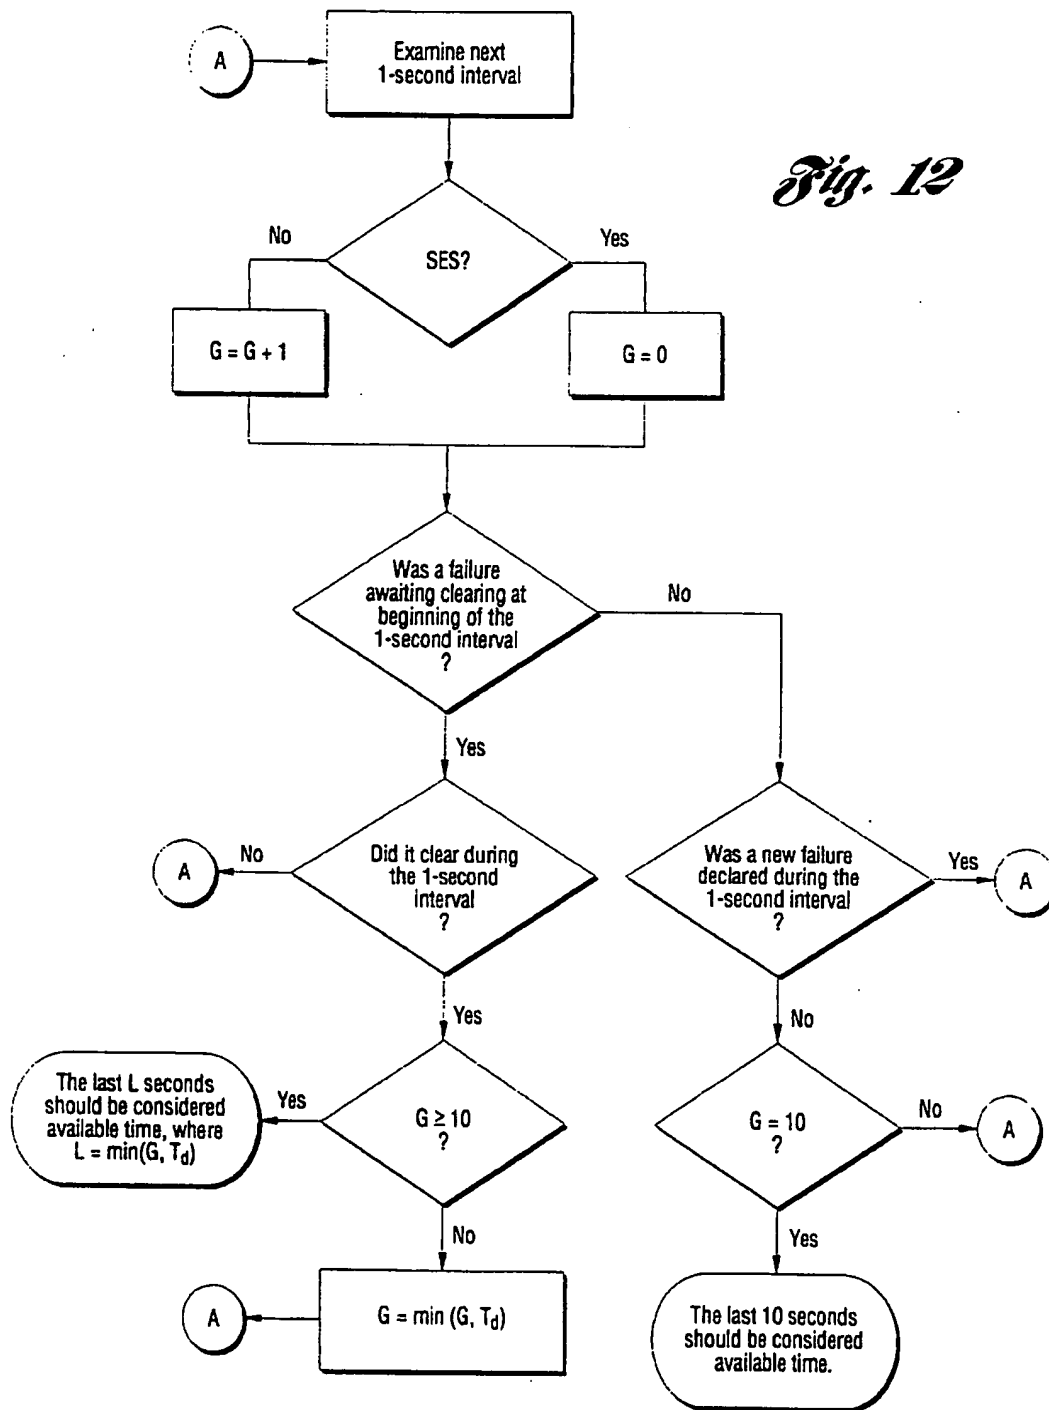 A
Examine next
1-second interval
Fig. 12
No
SES?
Yes
G = G + 1
G = 0
Was a failure
awaiting clearing at
beginning of the
1-second interval
?
No
Yes
A
No
Did it clear during
the 1-second
interval
?
Was a new failure
declared during the
1-second interval
?
Yes
A
Yes
No
The last L seconds
should be considered
available time, where
L = min(G, Td)
Yes
G ≥ 10
?
G = 10
?
No
A
No
Yes
A
G = min (G, Td)
The last 10 seconds
should be considered
available time.